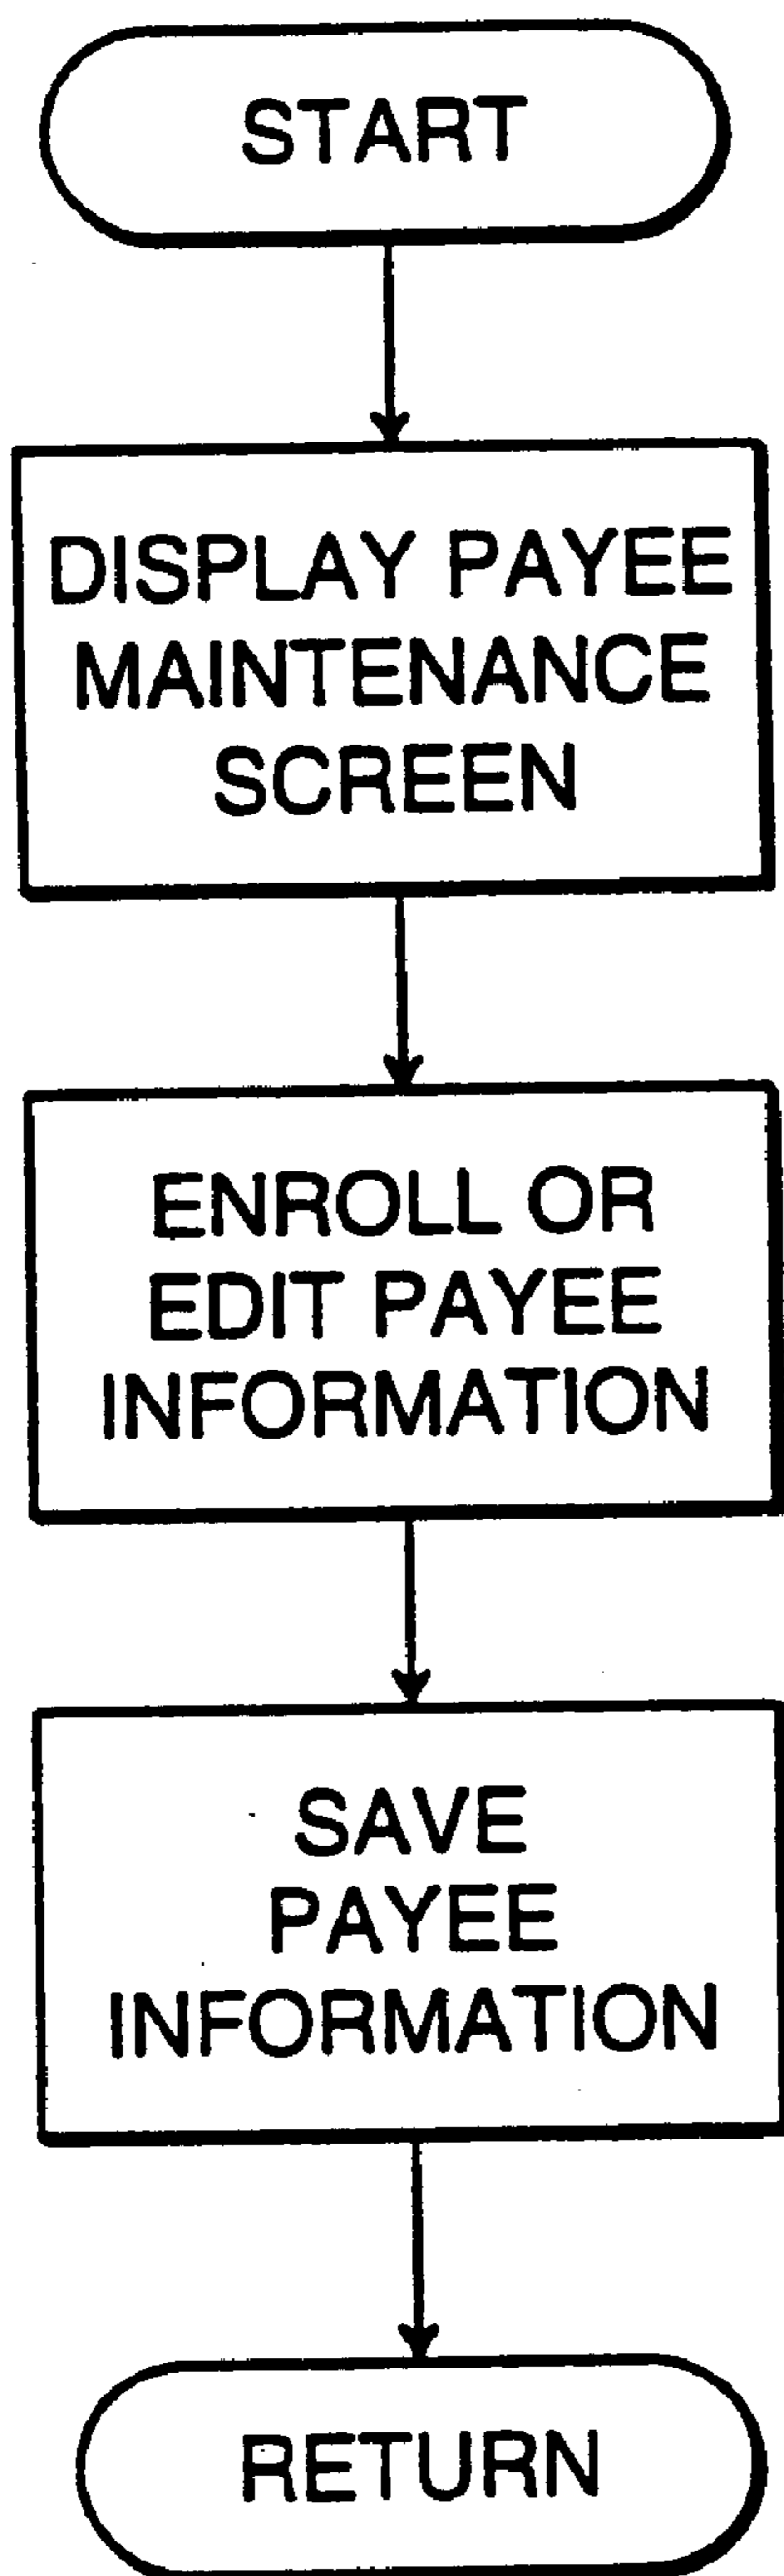 START
DISPLAY PAYEE
MAINTENANCE
SCREEN
ENROLL OR
EDIT PAYEE
INFORMATION
SAVE
PAYEE
INFORMATION
RETURN